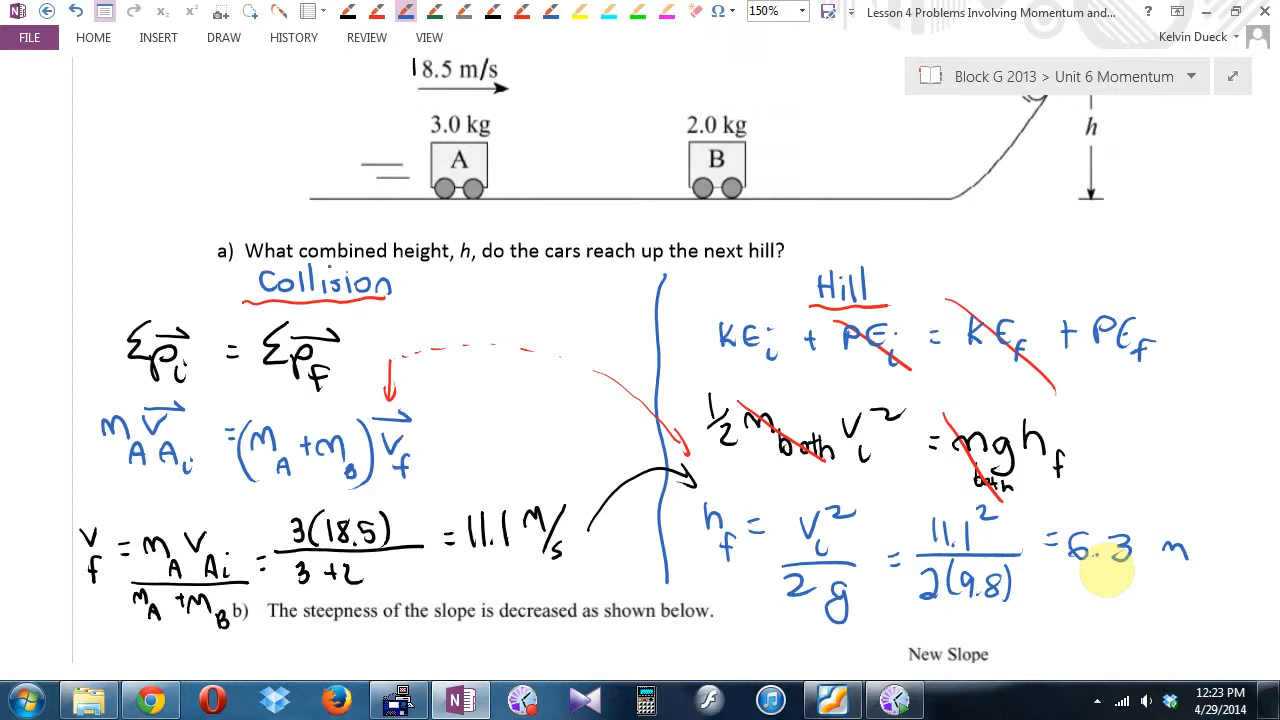 150%
Lesson 4 Problems Involving Momentum and...
FILE HOME INSERT DRAW HISTORY REVIEW VIEW
Kelvin Dueck
Block G 2013 > Unit 6 Momentum
18.5 m/s
3.0 kg 2.0 kg
A B h
a) What combined height, h, do the cars reach up the next hill?
Collision
Σp⃗i = Σp⃗f
mA v⃗Ai = (mA + mB) v⃗f
vf = mA vAi / (mA + mB) = 3(18.5) / (3+2) = 11.1 m/s
Hill
KEi + PEi = KEf + PEf
1/2 m both vi² = m both g hf
hf = vi² / 2g = 11.1² / 2(9.8) = 6.3 m
b) The steepness of the slope is decreased as shown below.
New Slope
12:23 PM
4/29/2014